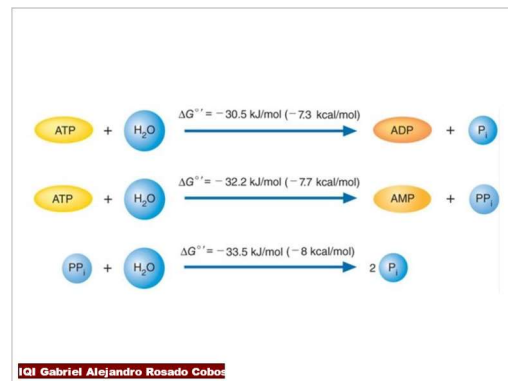 ΔG°′ = −30.5 kJ/mol (−7.3 kcal/mol)
ATP + H₂O ADP + Pᵢ
ΔG°′ = −32.2 kJ/mol (−7.7 kcal/mol)
ATP + H₂O AMP + PPᵢ
ΔG°′ = −33.5 kJ/mol (−8 kcal/mol)
PPᵢ + H₂O 2 Pᵢ
IQI Gabriel Alejandro Rosado Cobos